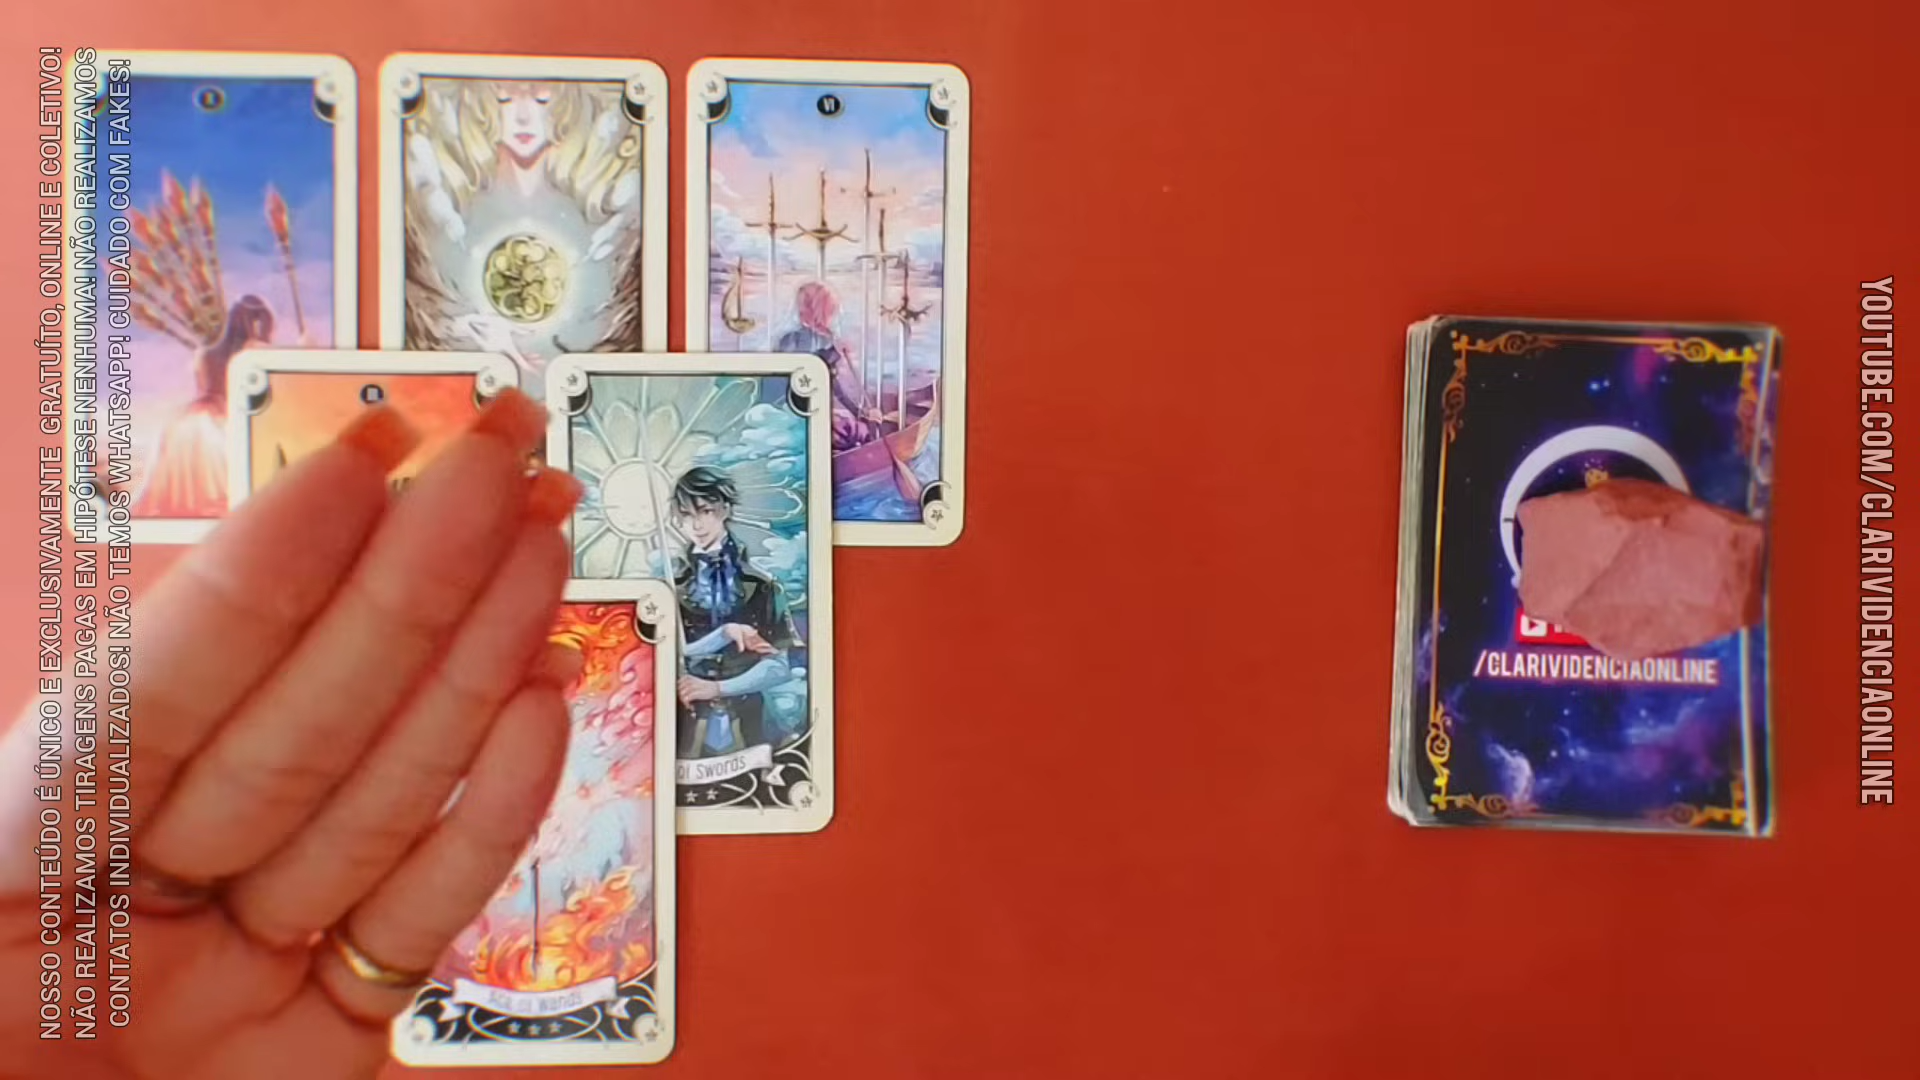 NOSSO CONTEÚDO É ÚNICO E EXCLUSIVAMENTE GRATUÍTO, ONLINE E COLETIVO!
NÃO REALIZAMOS TIRAGENS PAGAS EM HIPÓTESE NENHUMA! NÃO REALIZAMOS
CONTATOS INDIVIDUALIZADOS! NÃO TEMOS WHATSAPP! CUIDADO COM FAKES!
X
VI
III
of Swords
Ace of Wands
/CLARIVIDENCIAONLINE
YOUTUBE.COM/CLARIVIDENCIAONLINE